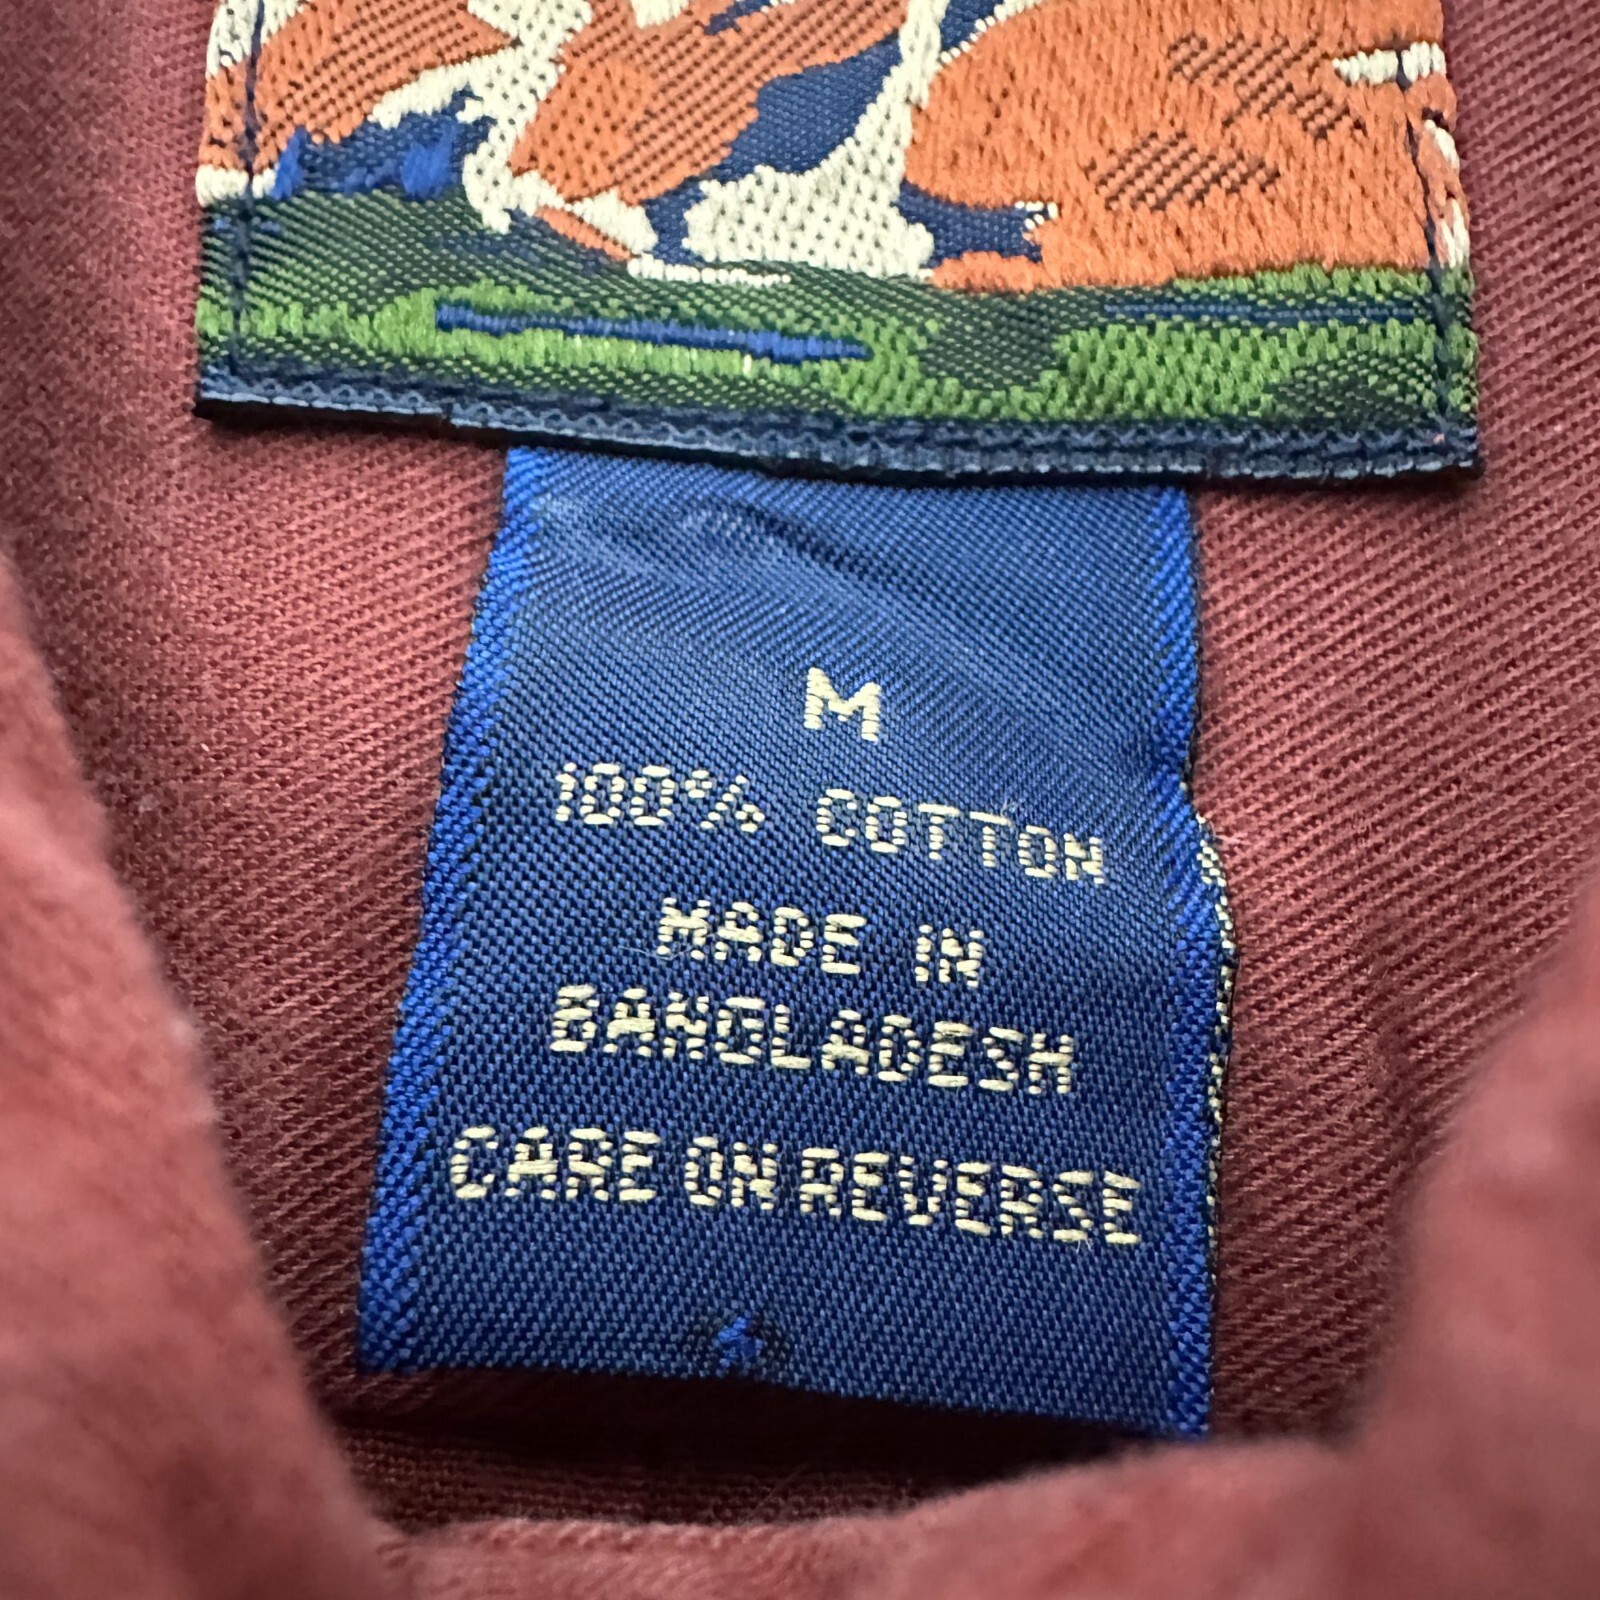 M
100% COTTON
MADE IN
BANGLADESH
CARE ON REVERSE